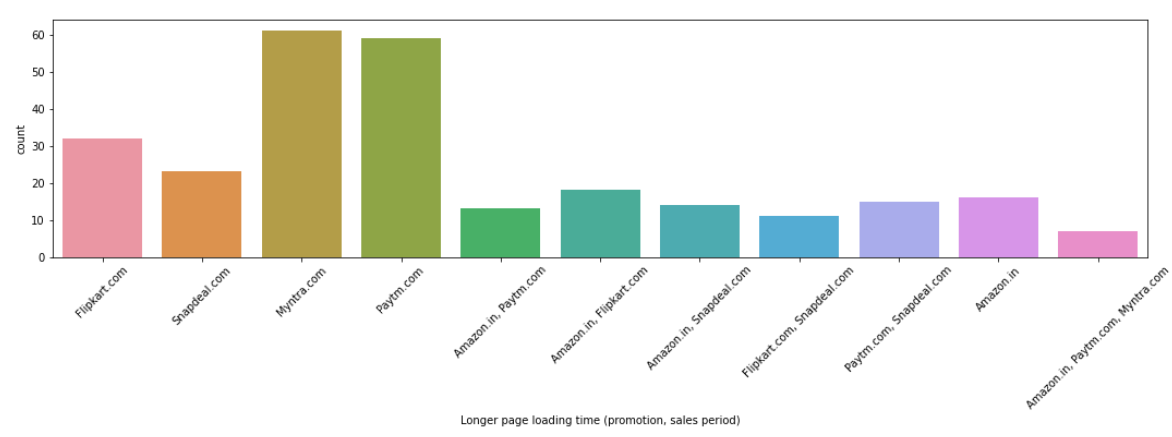 60
50
40
30
20
10
0
count
Flipkart.com
Snapdeal.com
Myntra.com
Paytm.com
Amazon.in, Paytm.com
Amazon.in, Flipkart.com
Amazon.in, Snapdeal.com
Flipkart.com, Snapdeal.com
Paytm.com, Snapdeal.com
Amazon.in
Amazon.in, Paytm.com, Myntra.com
Longer page loading time (promotion, sales period)